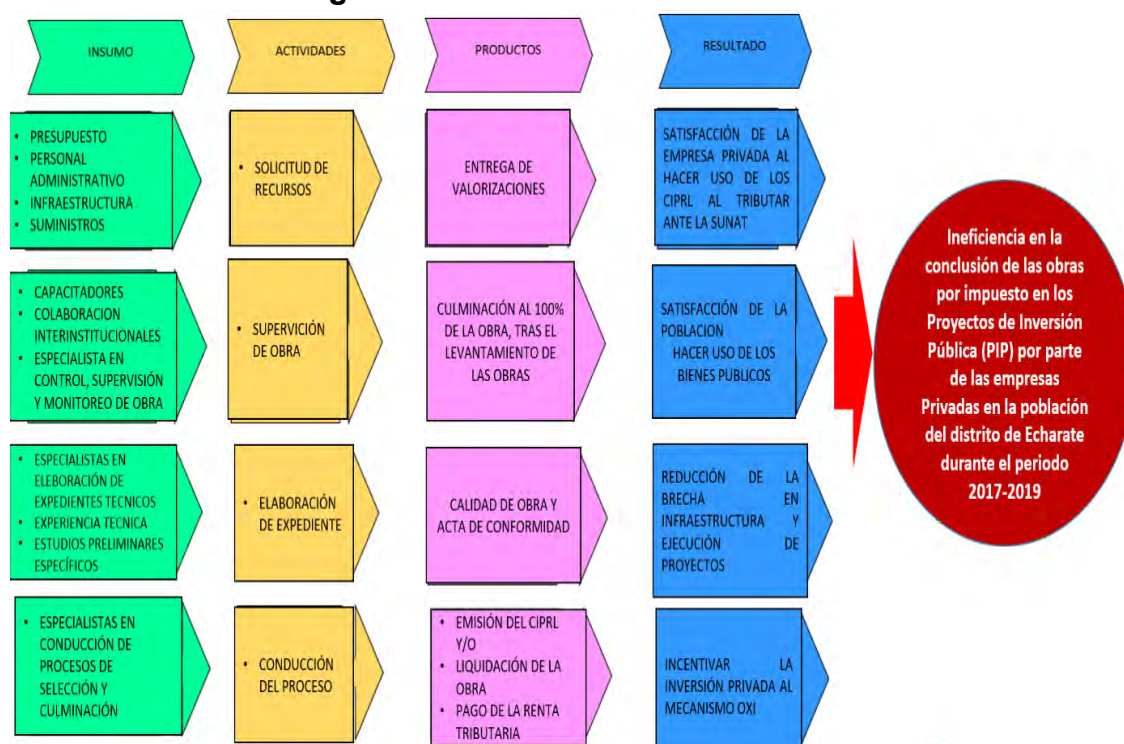 INSUMO
ACTIVIDADES
PRODUCTOS
RESULTADO
• PRESUPUESTO
• PERSONAL
ADMINISTRATIVO
• INFRAESTRUCTURA
• SUMINISTROS
• SOLICITUD DE
RECURSOS
ENTREGA DE
VALORIZACIONES
SATISFACCIÓN DE LA
EMPRESA PRIVADA AL
HACER USO DE LOS
CIPRL AL TRIBUTAR
ANTE LA SUNAT
• CAPACITADORES
• COLABORACION
INTERINSTITUCIONALES
• ESPECIALISTA EN
CONTROL, SUPERVISIÓN
Y MONITOREO DE OBRA
• SUPERVICIÓN
DE OBRA
CULMINACIÓN AL 100%
DE LA OBRA, TRAS EL
LEVANTAMIENTO DE
LAS OBRAS
SATISFACCIÓN DE LA
POBLACION
HACER USO DE LOS
BIENES PUBLICOS
• ESPECIALISTAS EN
ELEBORACIÓN DE
EXPEDIENTES TECNICOS
• EXPERIENCIA TECNICA
• ESTUDIOS PRELIMINARES
ESPECÍFICOS
• ELABORACIÓN
DE EXPEDIENTE
CALIDAD DE OBRA Y
ACTA DE CONFORMIDAD
REDUCCIÓN DE LA
BRECHA EN
INFRAESTRUCTURA Y
EJECUCIÓN DE
PROYECTOS
• ESPECIALISTAS EN
CONDUCCIÓN DE
PROCESOS DE
SELECCIÓN Y
CULMINACIÓN
• CONDUCCIÓN
DEL PROCESO
• EMISIÓN DEL CIPRL
Y/O
• LIQUIDACIÓN DE LA
OBRA
• PAGO DE LA RENTA
TRIBUTARIA
INCENTIVAR LA
INVERSIÓN PRIVADA AL
MECANISMO OXI
Ineficiencia en la
conclusión de las obras
por impuesto en los
Proyectos de Inversión
Pública (PIP) por parte
de las empresas
Privadas en la población
del distrito de Echarate
durante el periodo
2017-2019